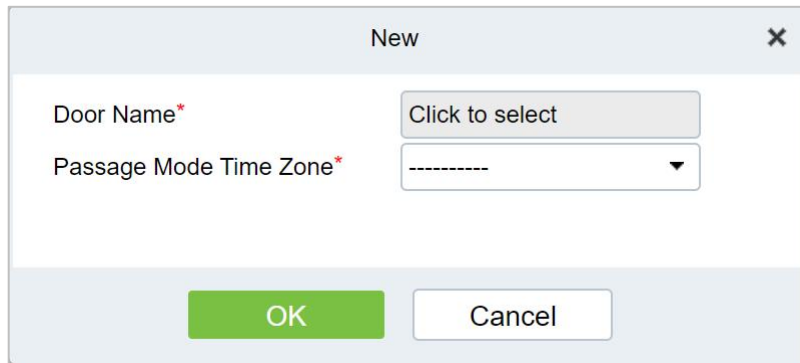 New
Door Name* Click to select
Passage Mode Time Zone* ----------
OK Cancel